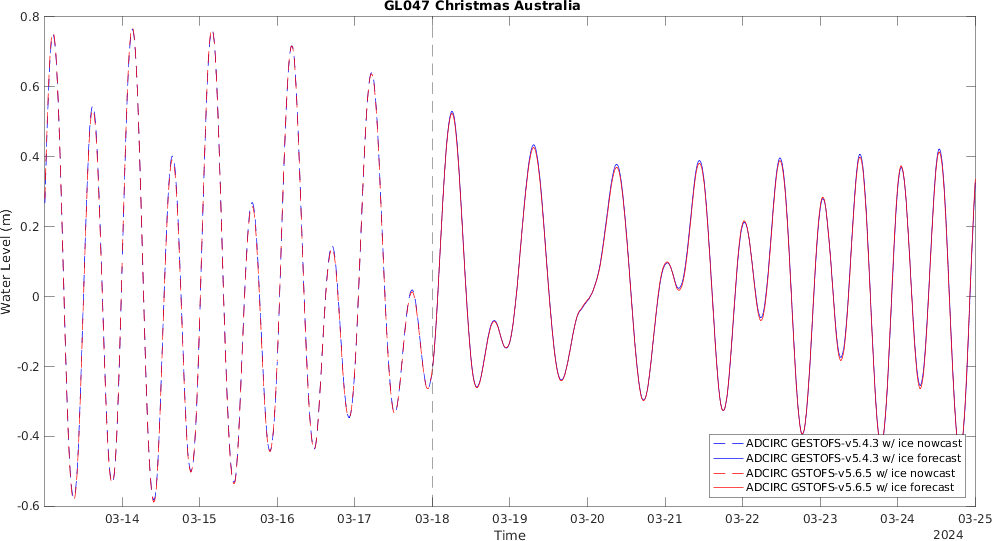 GL047 Christmas Australia
Water Level (m)
0.8
0.6
0.4
0.2
0
-0.2
-0.4
-0.6
ADCIRC GESTOFS-v5.4.3 w/ ice nowcast
ADCIRC GESTOFS-v5.4.3 w/ ice forecast
ADCIRC GSTOFS-v5.6.5 w/ ice nowcast
ADCIRC GSTOFS-v5.6.5 w/ ice forecast
03-14 03-15 03-16 03-17 03-18 03-19 03-20 03-21 03-22 03-23 03-24 03-25
Time
2024